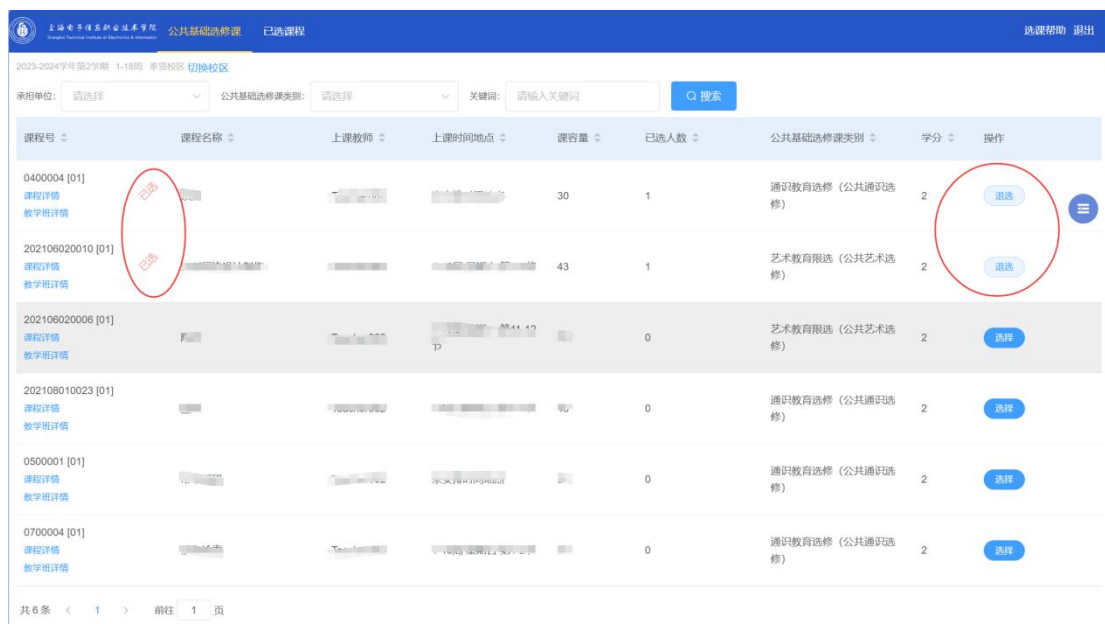 上海电子信息职业技术学院 公共基础选修课 已选课程 选课帮助 退出
Shanghai Technical Institute of Electronics & Information
2023-2024学年第2学期 1-18周 奉贤校区 切换校区
承担单位: 请选择 公共基础选修课类别: 请选择 关键词: 请输入关键词 搜索
课程号 课程名称 上课教师 上课时间地点 课容量 已选人数 公共基础选修课类别 学分 操作
0400004 [01]
课程详情
教学班详情
已选
30 1
通识教育选修（公共通识选
修）
2 退选
202106020010 [01]
课程详情
教学班详情
已选
43 1
艺术教育限选（公共艺术选
修）
2 退选
202106020006 [01]
课程详情
教学班详情
0
艺术教育限选（公共艺术选
修）
2 选择
202108010023 [01]
课程详情
教学班详情
0
通识教育选修（公共通识选
修）
2 选择
0500001 [01]
课程详情
教学班详情
0
通识教育选修（公共通识选
修）
2 选择
0700004 [01]
课程详情
教学班详情
0
通识教育选修（公共通识选
修）
2 选择
共 6 条 < 1 > 前往 1 页